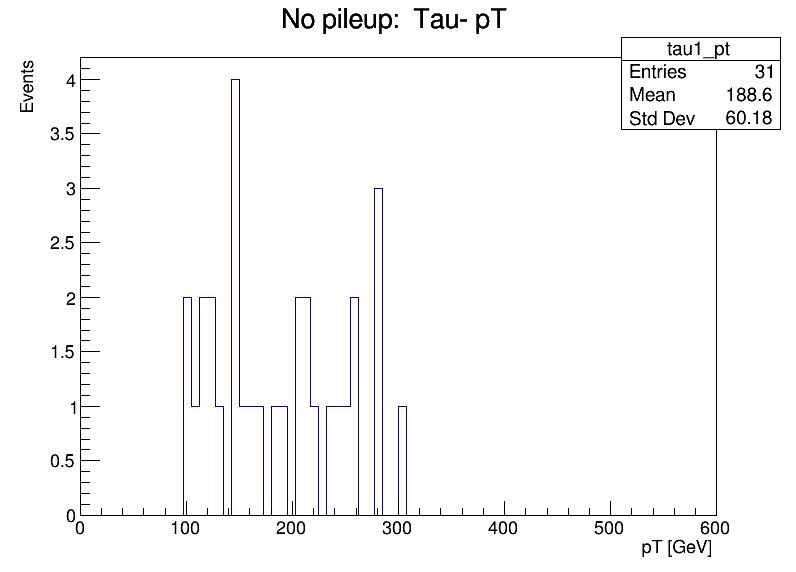 No pileup:  Tau- pT
tau1_pt
Entries 31
Mean 188.6
Std Dev 60.18
Events
4
3.5
3
2.5
2
1.5
1
0.5
0
0 100 200 300 400 500 600
pT [GeV]